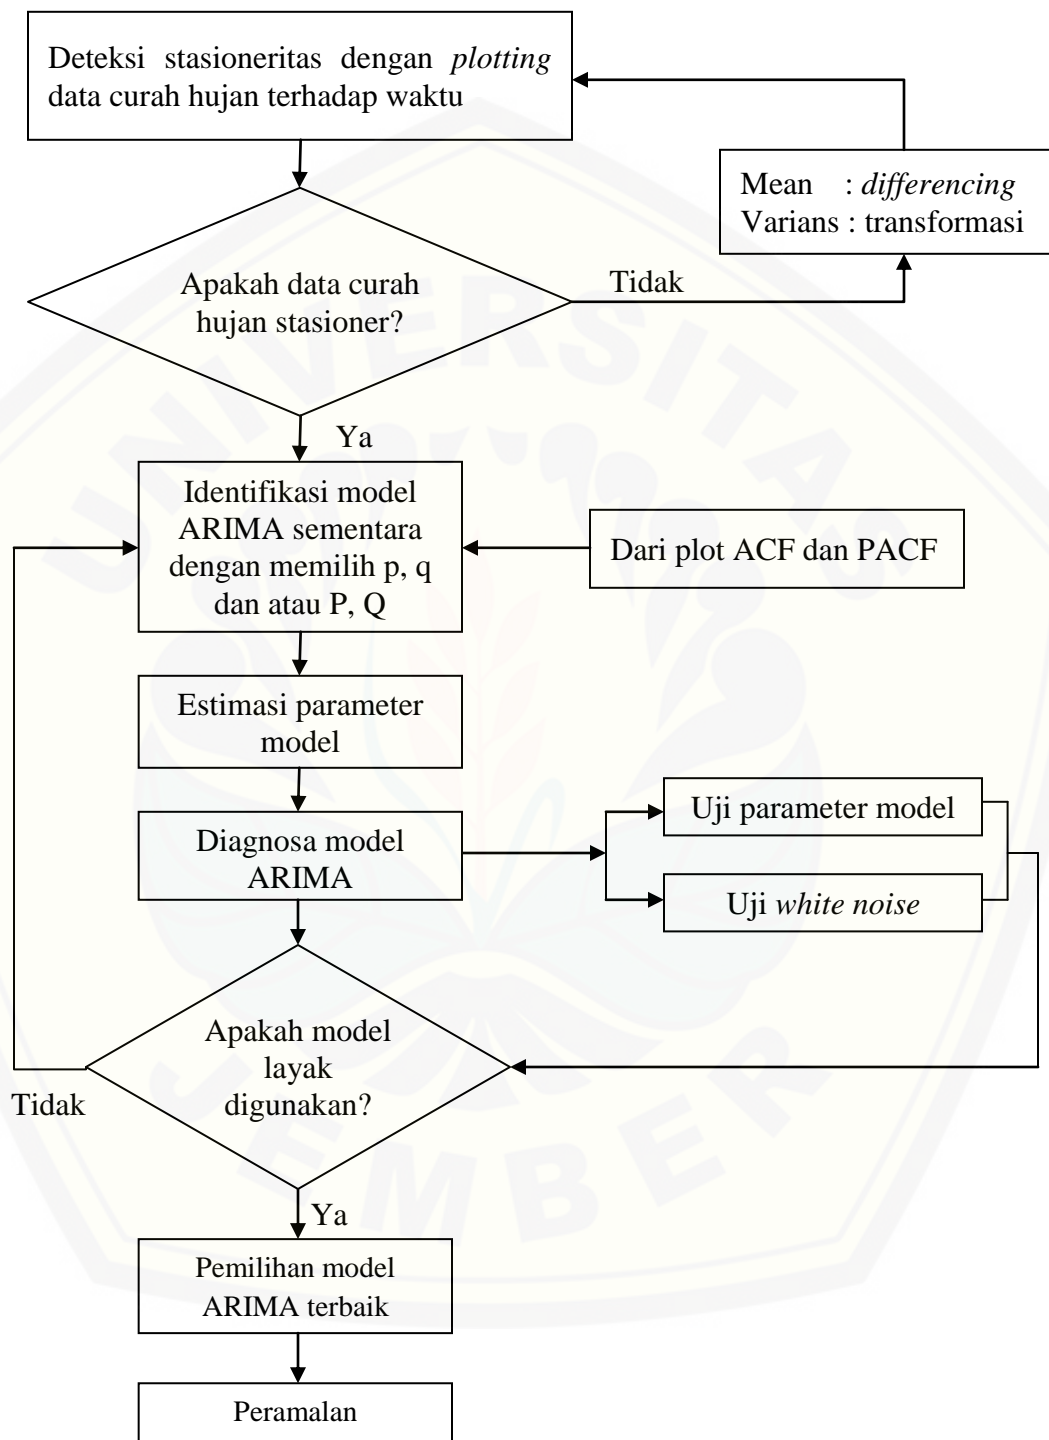 Deteksi stasioneritas dengan plotting
data curah hujan terhadap waktu
Mean : differencing
Varians : transformasi
Apakah data curah
hujan stasioner?
Tidak
Ya
Identifikasi model
ARIMA sementara
dengan memilih p, q
dan atau P, Q
Dari plot ACF dan PACF
Estimasi parameter
model
Diagnosa model
ARIMA
Uji parameter model
Uji white noise
Apakah model
layak
digunakan?
Tidak
Ya
Pemilihan model
ARIMA terbaik
Peramalan
UNIVERSITAS
JEMBER